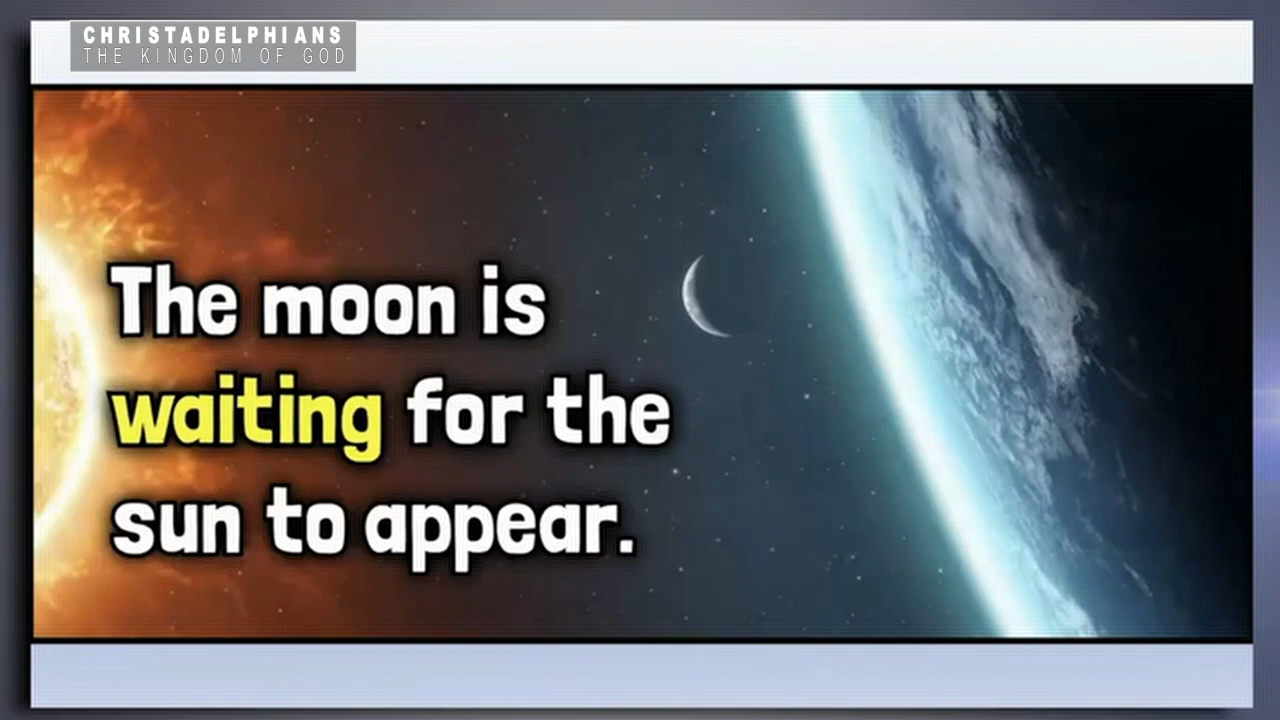 CHRISTADELPHIANS
THE KINGDOM OF GOD
The moon is
waiting for the
sun to appear.